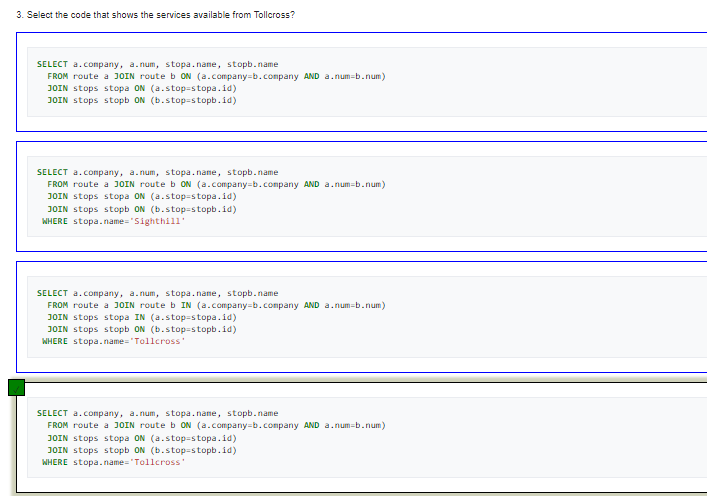 3. Select the code that shows the services available from Tollcross?
SELECT a.company, a.num, stopa.name, stopb.name
FROM route a JOIN route b ON (a.company=b.company AND a.num=b.num)
JOIN stops stopa ON (a.stop=stopa.id)
JOIN stops stopb ON (b.stop=stopb.id)
SELECT a.company, a.num, stopa.name, stopb.name
FROM route a JOIN route b ON (a.company=b.company AND a.num=b.num)
JOIN stops stopa ON (a.stop=stopa.id)
JOIN stops stopb ON (b.stop=stopb.id)
WHERE stopa.name='Sighthill'
SELECT a.company, a.num, stopa.name, stopb.name
FROM route a JOIN route b IN (a.company=b.company AND a.num=b.num)
JOIN stops stopa IN (a.stop=stopa.id)
JOIN stops stopb ON (b.stop=stopb.id)
WHERE stopa.name='Tollcross'
SELECT a.company, a.num, stopa.name, stopb.name
FROM route a JOIN route b ON (a.company=b.company AND a.num=b.num)
JOIN stops stopa ON (a.stop=stopa.id)
JOIN stops stopb ON (b.stop=stopb.id)
WHERE stopa.name='Tollcross'